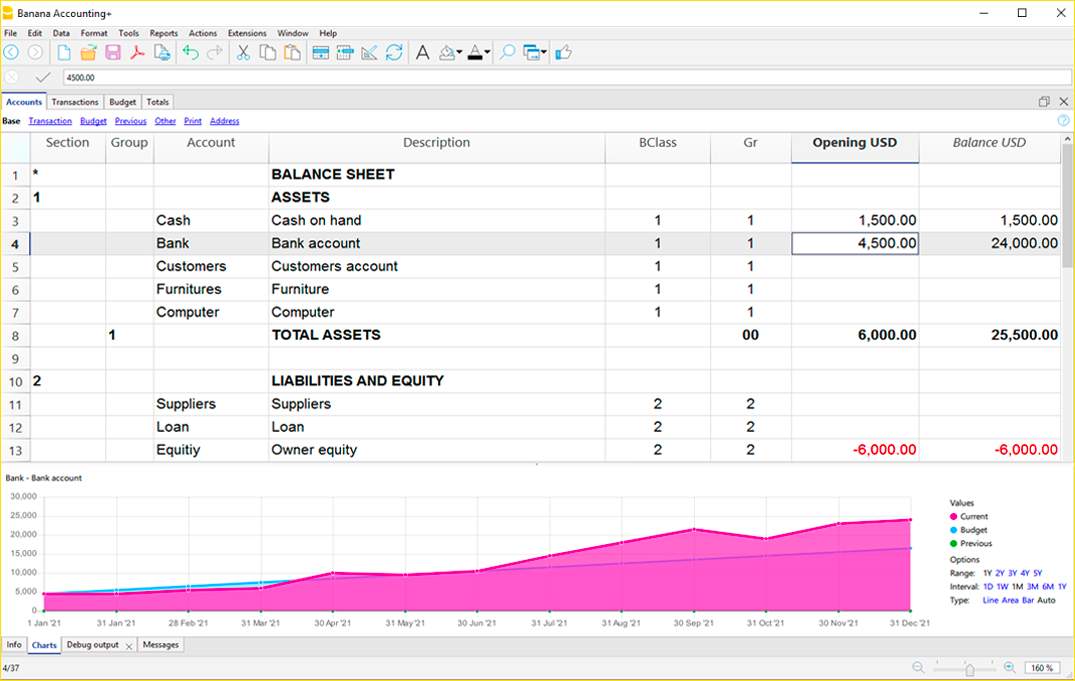 Banana Accounting+
File Edit Data Format Tools Reports Actions Extensions Window Help
4500.00
Accounts Transactions Budget Totals
Base Transaction Budget Previous Other Print Address
Section Group Account Description BClass Gr Opening USD Balance USD
1 * BALANCE SHEET
2 1 ASSETS
3 Cash Cash on hand 1 1 1,500.00 1,500.00
4 Bank Bank account 1 1 4,500.00 24,000.00
5 Customers Customers account 1 1
6 Furnitures Furniture 1 1
7 Computer Computer 1 1
8 1 TOTAL ASSETS 00 6,000.00 25,500.00
9
10 2 LIABILITIES AND EQUITY
11 Suppliers Suppliers 2 2
12 Loan Loan 2 2
13 Equitiy Owner equity 2 2 -6,000.00 -6,000.00
Bank - Bank account
30,000
25,000
20,000
15,000
10,000
5,000
0
1 Jan '21 31 Jan '21 28 Feb '21 31 Mar '21 30 Apr '21 31 May '21 30 Jun '21 31 Jul '21 31 Aug '21 30 Sep '21 31 Oct '21 30 Nov '21 31 Dec '21
Values
Current
Budget
Previous
Options
Range: 1Y 2Y 3Y 4Y 5Y
Interval: 1D 1W 1M 3M 6M 1Y
Type: Line Area Bar Auto
Info Charts Debug output Messages
4/37 160 %